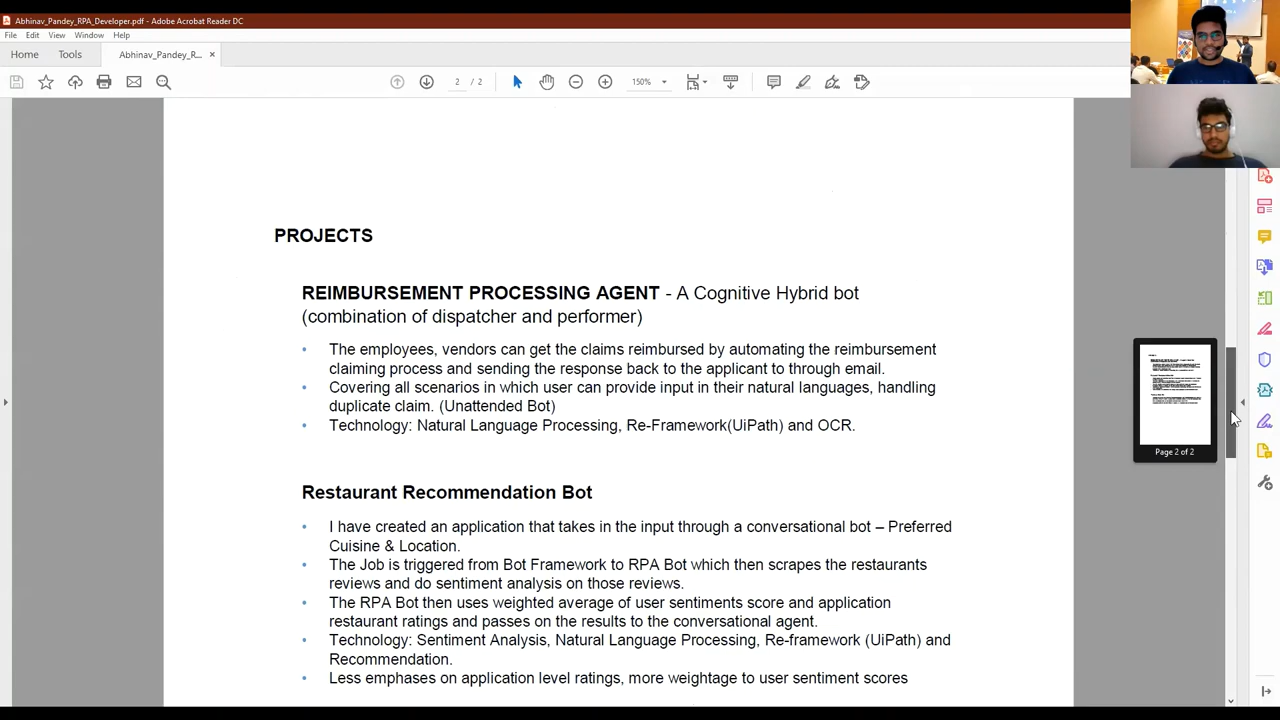 Abhinav_Pandey_RPA_Developer.pdf - Adobe Acrobat Reader DC
File Edit View Window Help
Home Tools Abhinav_Pandey_R... ×
2 / 2 150%
PROJECTS
REIMBURSEMENT PROCESSING AGENT - A Cognitive Hybrid bot
(combination of dispatcher and performer)
• The employees, vendors can get the claims reimbursed by automating the reimbursement
claiming process and sending the response back to the applicant to through email.
• Covering all scenarios in which user can provide input in their natural languages, handling
duplicate claim. (Unattended Bot)
• Technology: Natural Language Processing, Re-Framework(UiPath) and OCR.
Restaurant Recommendation Bot
• I have created an application that takes in the input through a conversational bot – Preferred
Cuisine & Location.
• The Job is triggered from Bot Framework to RPA Bot which then scrapes the restaurants
reviews and do sentiment analysis on those reviews.
• The RPA Bot then uses weighted average of user sentiments score and application
restaurant ratings and passes on the results to the conversational agent.
• Technology: Sentiment Analysis, Natural Language Processing, Re-framework (UiPath) and
Recommendation.
• Less emphases on application level ratings, more weightage to user sentiment scores
Page 2 of 2